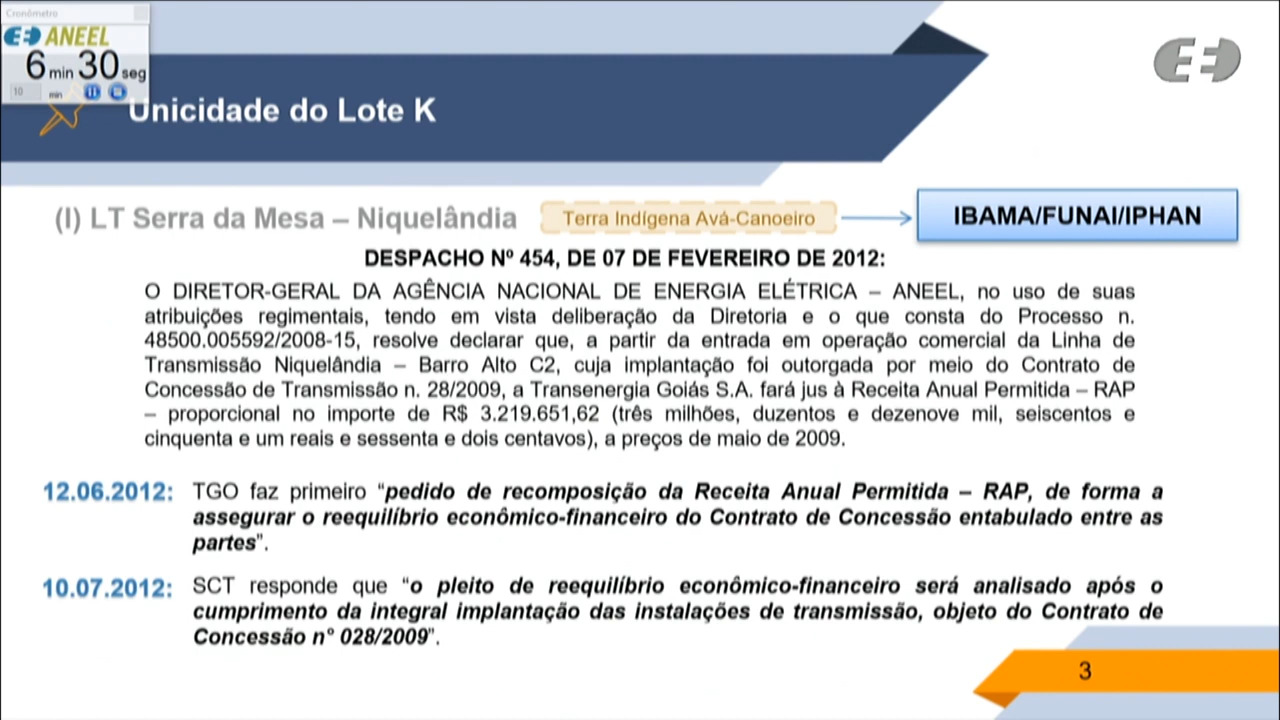 Cronômetro
ANEEL
6 min 30 seg
10 min
Unicidade do Lote K
(I) LT Serra da Mesa – Niquelândia
Terra Indígena Avá-Canoeiro
IBAMA/FUNAI/IPHAN
DESPACHO Nº 454, DE 07 DE FEVEREIRO DE 2012:
O DIRETOR-GERAL DA AGÊNCIA NACIONAL DE ENERGIA ELÉTRICA – ANEEL, no uso de suas
atribuições regimentais, tendo em vista deliberação da Diretoria e o que consta do Processo n.
48500.005592/2008-15, resolve declarar que, a partir da entrada em operação comercial da Linha de
Transmissão Niquelândia – Barro Alto C2, cuja implantação foi outorgada por meio do Contrato de
Concessão de Transmissão n. 28/2009, a Transenergia Goiás S.A. fará jus à Receita Anual Permitida – RAP
– proporcional no importe de R$ 3.219.651,62 (três milhões, duzentos e dezenove mil, seiscentos e
cinquenta e um reais e sessenta e dois centavos), a preços de maio de 2009.
12.06.2012: TGO faz primeiro “pedido de recomposição da Receita Anual Permitida – RAP, de forma a
assegurar o reequilíbrio econômico-financeiro do Contrato de Concessão entabulado entre as
partes”.
10.07.2012: SCT responde que “o pleito de reequilíbrio econômico-financeiro será analisado após o
cumprimento da integral implantação das instalações de transmissão, objeto do Contrato de
Concessão n° 028/2009”.
3